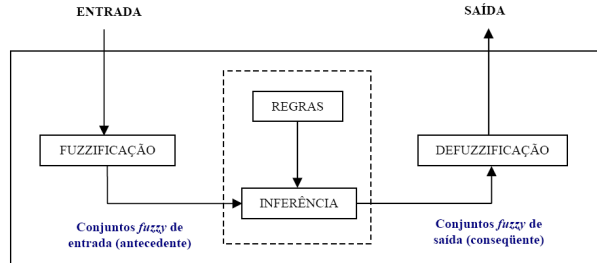 ENTRADA
SAÍDA
REGRAS
FUZZIFICAÇÃO
DEFUZZIFICAÇÃO
INFERÊNCIA
Conjuntos fuzzy de
entrada (antecedente)
Conjuntos fuzzy de
saída (conseqüente)